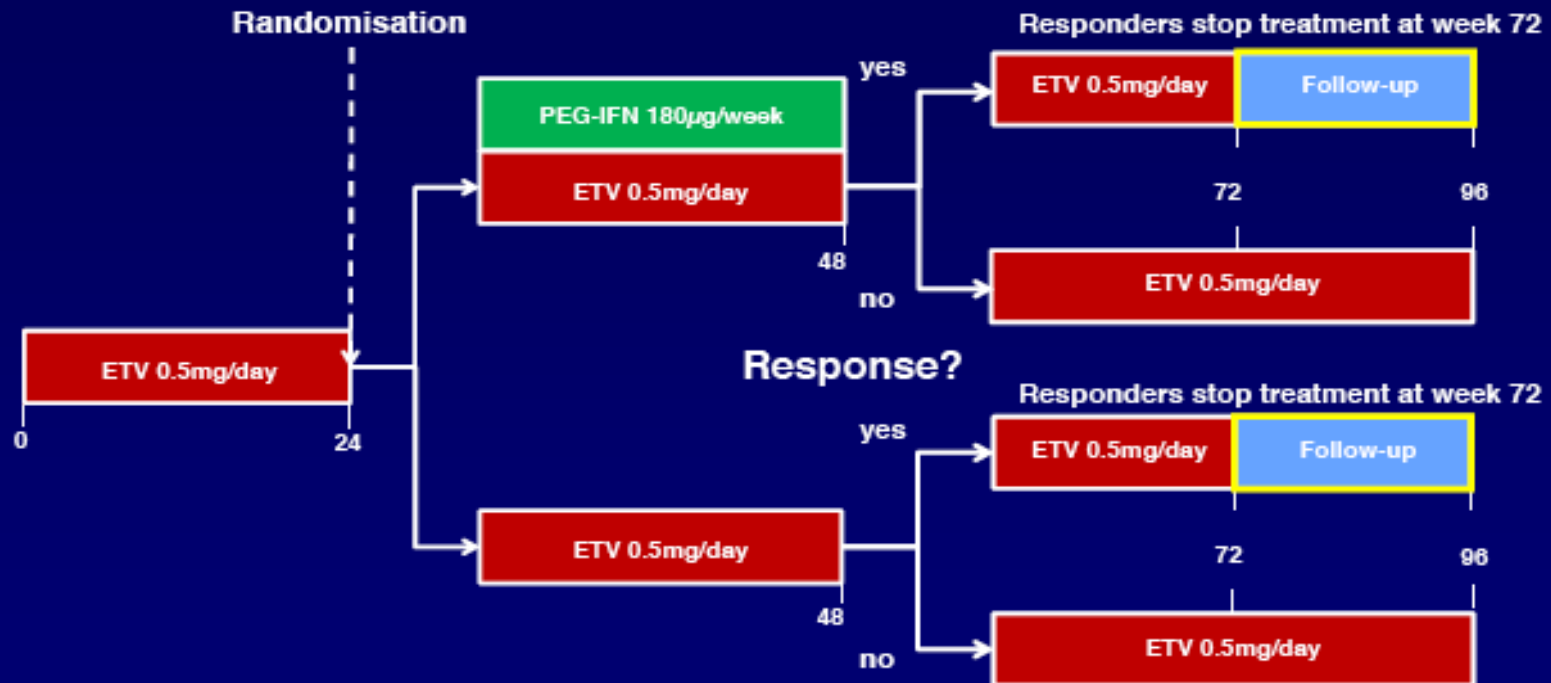 Randomisation
Responders stop treatment at week 72
yes
ETV 0.5mg/day
Follow-up
PEG-IFN 180µg/week
ETV 0.5mg/day
72
96
48
no
ETV 0.5mg/day
ETV 0.5mg/day
0
24
Response?
Responders stop treatment at week 72
yes
ETV 0.5mg/day
Follow-up
ETV 0.5mg/day
72
96
48
no
ETV 0.5mg/day